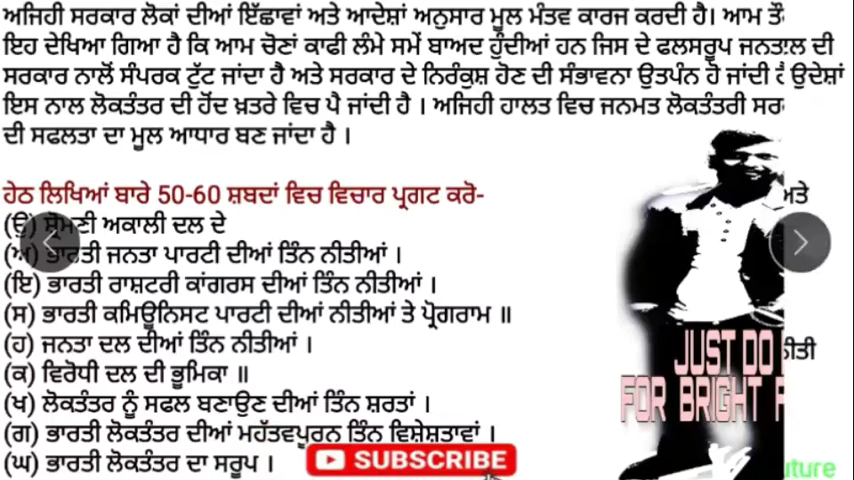 ਅਜਿਹੀ ਸਰਕਾਰ ਲੋਕਾਂ ਦੀਆਂ ਇੱਛਾਵਾਂ ਅਤੇ ਆਦੇਸ਼ਾਂ ਅਨੁਸਾਰ ਮੂਲ ਮੰਤਵ ਕਾਰਜ ਕਰਦੀ ਹੈ। ਆਮ
ਇਹ ਦੇਖਿਆ ਗਿਆ ਹੈ ਕਿ ਆਮ ਚੋਣਾਂ ਕਾਫੀ ਲੰਮੇ ਸਮੇਂ ਬਾਅਦ ਹੁੰਦੀਆਂ ਹਨ ਜਿਸ ਦੇ ਫਲਸਰੂਪ ਦੀ
ਸਰਕਾਰ ਨਾਲੋਂ ਸੰਪਰਕ ਟੁੱਟ ਜਾਂਦਾ ਹੈ ਅਤੇ ਸਰਕਾਰ ਦੇ ਨਿਰੰਕੁਸ਼ ਹੋਣ ਦੀ ਸੰਭਾਵਨਾ ਉਤਪੰਨ ਹੋ ਜਾਂਦੀ ਉਦੇਸ਼ਾਂ
ਇਸ ਨਾਲ ਲੋਕਤੰਤਰ ਦੀ ਹੋਂਦ ਖ਼ਤਰੇ ਵਿਚ ਪੈ ਜਾਂਦੀ ਹੈ । ਅਜਿਹੀ ਹਾਲਤ ਵਿਚ ਜਨਮਤ ਲੋਕਤੰਤਰੀ
ਦੀ ਸਫਲਤਾ ਦਾ ਮੂਲ ਆਧਾਰ ਬਣ ਜਾਂਦਾ ਹੈ ।
ਹੇਠ ਲਿਖਿਆਂ ਬਾਰੇ 50-60 ਸ਼ਬਦਾਂ ਵਿਚ ਵਿਚਾਰ ਪ੍ਰਗਟ ਕਰੋ-
(ੳ) ਸ਼੍ਰੋਮਣੀ ਅਕਾਲੀ ਦਲ ਦੇ
(ਅ) ਭਾਰਤੀ ਜਨਤਾ ਪਾਰਟੀ ਦੀਆਂ ਤਿੰਨ ਨੀਤੀਆਂ ।
(ਇ) ਭਾਰਤੀ ਰਾਸ਼ਟਰੀ ਕਾਂਗਰਸ ਦੀਆਂ ਤਿੰਨ ਨੀਤੀਆਂ ।
(ਸ) ਭਾਰਤੀ ਕਮਿਊਨਿਸਟ ਪਾਰਟੀ ਦੀਆਂ ਨੀਤੀਆਂ ਤੇ ਪ੍ਰੋਗਰਾਮ ॥
(ਹ) ਜਨਤਾ ਦਲ ਦੀਆਂ ਤਿੰਨ ਨੀਤੀਆਂ ।
(ਕ) ਵਿਰੋਧੀ ਦਲ ਦੀ ਭੂਮਿਕਾ ॥
(ਖ) ਲੋਕਤੰਤਰ ਨੂੰ ਸਫਲ ਬਣਾਉਣ ਦੀਆਂ ਤਿੰਨ ਸ਼ਰਤਾਂ ।
(ਗ) ਭਾਰਤੀ ਲੋਕਤੰਤਰ ਦੀਆਂ ਮਹੱਤਵਪੂਰਨ ਤਿੰਨ ਵਿਸ਼ੇਸ਼ਤਾਵਾਂ ।
(ਘ) ਭਾਰਤੀ ਲੋਕਤੰਤਰ ਦਾ ਸਰੂਪ ।
JUST DO
FOR BRIGHT
SUBSCRIBE